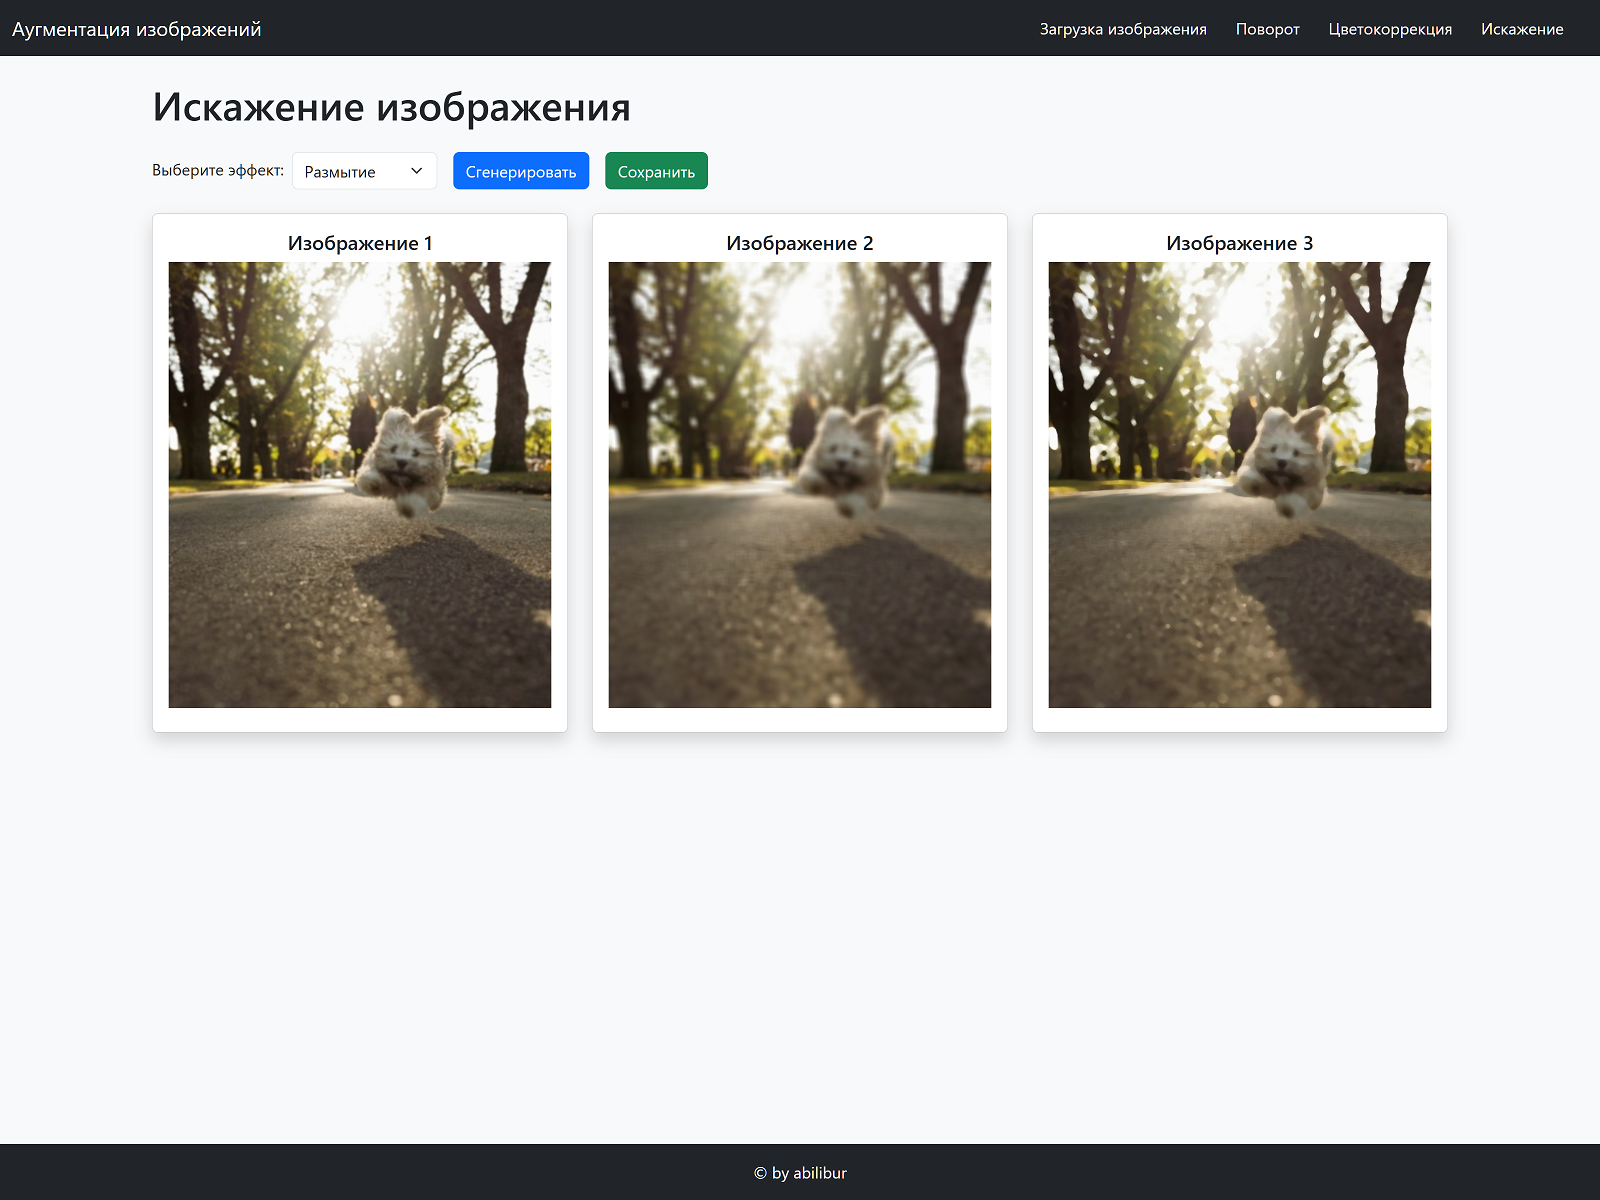 Аугментация изображений
Загрузка изображения Поворот Цветокоррекция Искажение
Искажение изображения
Выберите эффект: Размытие Сгенерировать Сохранить
Изображение 1
Изображение 2
Изображение 3
© by abilibur